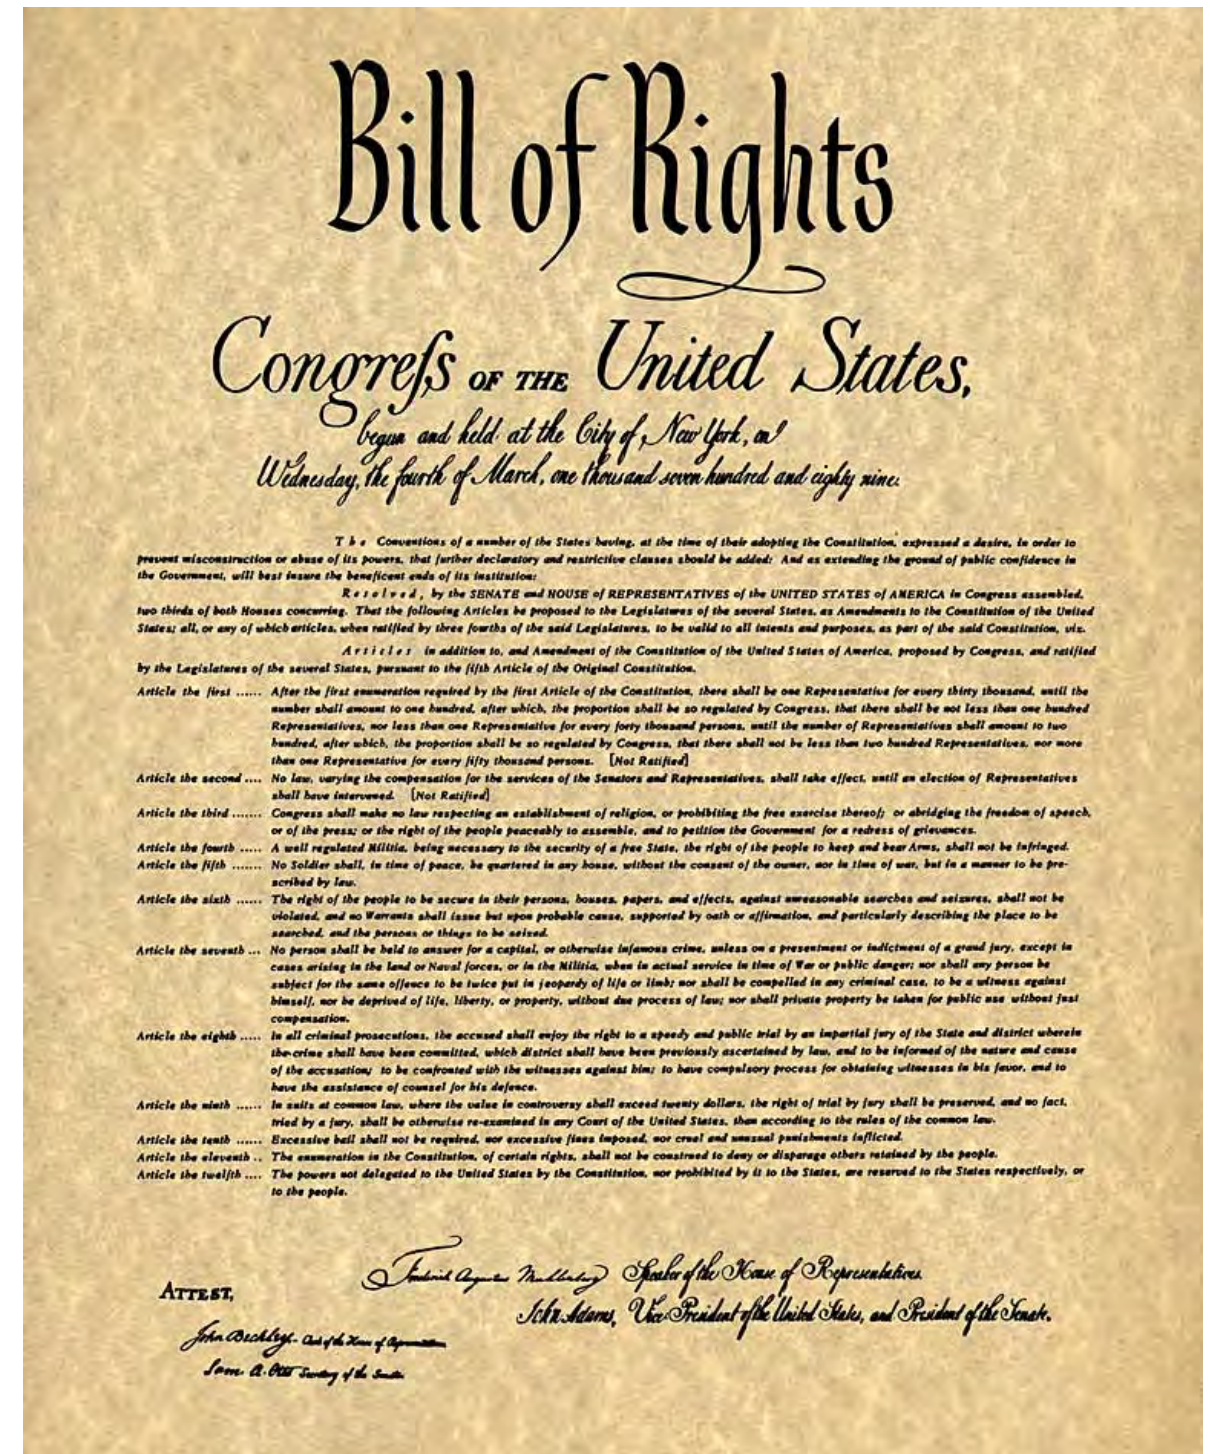 Bill of Rights
Congreſs OF THE United States,
begun and held at the City of New York, on
Wednesday, the fourth of March, one thousand seven hundred and eighty nine.
The Conventions of a number of the States having, at the time of their adopting the Constitution, expressed a desire, in order to
prevent misconstruction or abuse of its powers, that further declaratory and restrictive clauses should be added: And as extending the ground of public confidence in
the Government, will best insure the beneficent ends of its institution:
Resolved, by the SENATE and HOUSE of REPRESENTATIVES of the UNITED STATES of AMERICA in Congress assembled,
two thirds of both Houses concurring. That the following Articles be proposed to the Legislatures of the several States, as Amendments to the Constitution of the United
States; all, or any of which articles, when ratified by three fourths of the said Legislatures, to be valid to all intents and purposes, as part of the said Constitution, viz.
Articles in addition to, and Amendment of the Constitution of the United States of America, proposed by Congress, and ratified
by the Legislatures of the several States, pursuant to the fifth Article of the Original Constitution.
Article the first ...... After the first enumeration required by the first Article of the Constitution, there shall be one Representative for every thirty thousand, until the
number shall amount to one hundred, after which, the proportion shall be so regulated by Congress, that there shall be not less than one hundred
Representatives, nor less than one Representative for every forty thousand persons, until the number of Representatives shall amount to two
hundred, after which, the proportion shall be so regulated by Congress, that there shall not be less than two hundred Representatives, nor more
than one Representative for every fifty thousand persons. [Not Ratified]
Article the second .... No law, varying the compensation for the services of the Senators and Representatives, shall take effect, until an election of Representatives
shall have intervened. [Not Ratified]
Article the third ....... Congress shall make no law respecting an establishment of religion, or prohibiting the free exercise thereof; or abridging the freedom of speech,
or of the press; or the right of the people peaceably to assemble, and to petition the Government for a redress of grievances.
Article the fourth ..... A well regulated Militia, being necessary to the security of a free State, the right of the people to keep and bear Arms, shall not be infringed.
Article the fifth ....... No Soldier shall, in time of peace, be quartered in any house, without the consent of the owner, nor in time of war, but in a manner to be pre-
scribed by law.
Article the sixth ...... The right of the people to be secure in their persons, houses, papers, and effects, against unreasonable searches and seizures, shall not be
violated, and no Warrants shall issue but upon probable cause, supported by oath or affirmation, and particularly describing the place to be
searched, and the persons or things to be seized.
Article the seventh ... No person shall be held to answer for a capital, or otherwise infamous crime, unless on a presentment or indictment of a grand jury, except in
cases arising in the land or Naval forces, or in the Militia, when in actual service in time of War or public danger; nor shall any person be
subject for the same offence to be twice put in jeopardy of life or limb; nor shall be compelled in any criminal case, to be a witness against
himself, nor be deprived of life, liberty, or property, without due process of law; nor shall private property be taken for public use without just
compensation.
Article the eighth ..... In all criminal prosecutions, the accused shall enjoy the right to a speedy and public trial by an impartial jury of the State and district wherein
the crime shall have been committed, which district shall have been previously ascertained by law, and to be informed of the nature and cause
of the accusation; to be confronted with the witnesses against him; to have compulsory process for obtaining witnesses in his favor, and to
have the assistance of counsel for his defence.
Article the ninth ...... In suits at common law, where the value in controversy shall exceed twenty dollars, the right of trial by jury shall be preserved, and no fact,
tried by a jury, shall be otherwise re-examined in any Court of the United States, than according to the rules of the common law.
Article the tenth ...... Excessive bail shall not be required, nor excessive fines imposed, nor cruel and unusual punishments inflicted.
Article the eleventh .. The enumeration in the Constitution, of certain rights, shall not be construed to deny or disparage others retained by the people.
Article the twelfth .... The powers not delegated to the United States by the Constitution, nor prohibited by it to the States, are reserved to the States respectively, or
to the people.
Frederick Augustus Muhlenberg Speaker of the House of Representatives.
ATTEST,
John Adams, Vice-President of the United States, and President of the Senate.
John Beckley, Clerk of the House of Representatives
Sam. A. Otis Secretary of the Senate